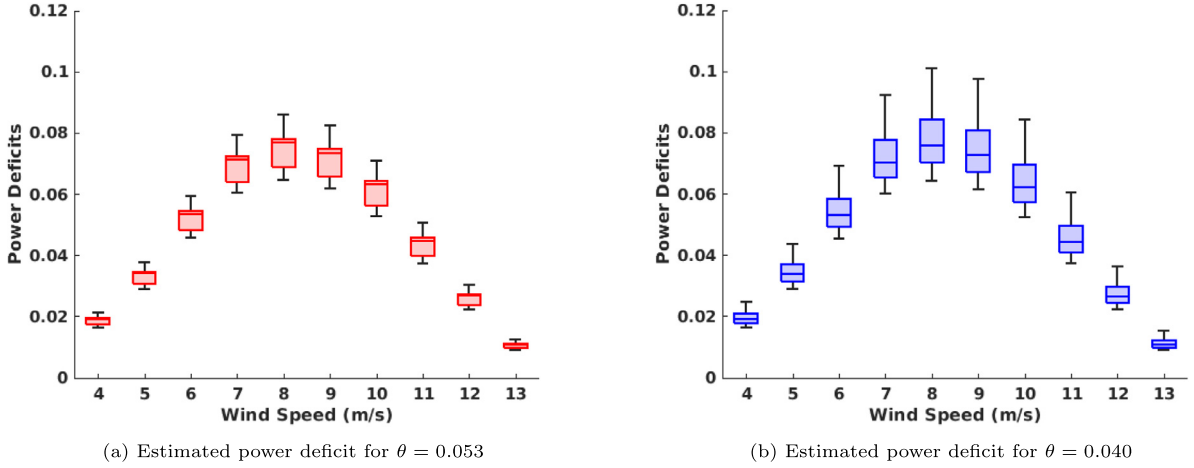 0.12
0.1
0.08
0.06
0.04
0.02
0
Power Deficits
4 5 6 7 8 9 10 11 12 13
Wind Speed (m/s)
(a) Estimated power deficit for θ = 0.053
0.12
0.1
0.08
0.06
0.04
0.02
0
Power Deficits
4 5 6 7 8 9 10 11 12 13
Wind Speed (m/s)
(b) Estimated power deficit for θ = 0.040